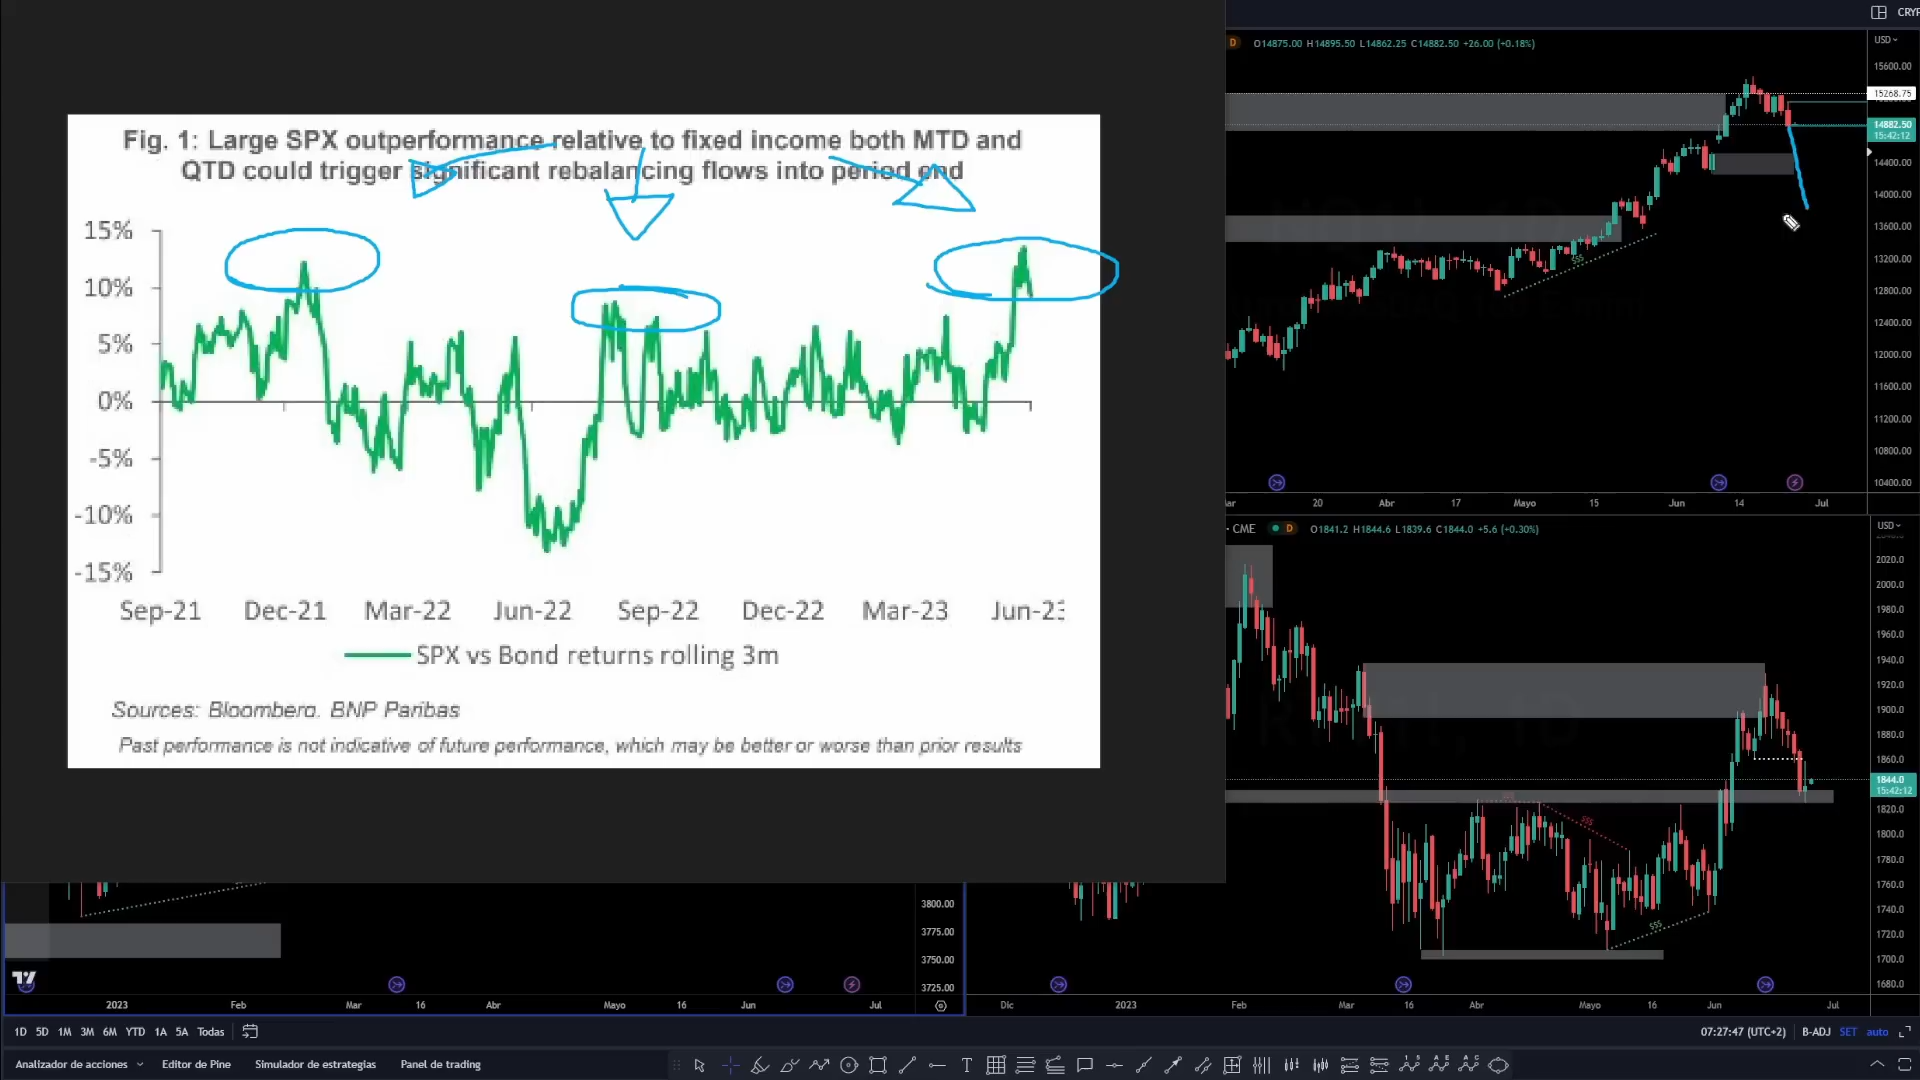 Fig. 1: Large SPX outperformance relative to fixed income both MTD and
QTD could trigger significant rebalancing flows into period end
15%
10%
5%
0%
-5%
-10%
-15%
Sep-21 Dec-21 Mar-22 Jun-22 Sep-22 Dec-22 Mar-23 Jun-23
SPX vs Bond returns rolling 3m
Sources: Bloomberg, BNP Paribas
Past performance is not indicative of future performance, which may be better or worse than prior results
CRYP
D O14875.00 H14895.50 L14862.25 C14882.50 +26.00 (+0.18%)
USD
15600.00
15268.75
14882.50
15:42:12
14400.00
14000.00
13600.00
13200.00
12800.00
12400.00
12000.00
11600.00
11200.00
10800.00
10400.00
$$$
20 Abr 17 Mayo 15 Jun 14 Jul
CME D O1841.2 H1844.6 L1839.6 C1844.0 +5.6 (+0.30%)
USD
2020.0
2000.0
1980.0
1960.0
1940.0
1920.0
1900.0
1880.0
1860.0
1844.0
15:42:12
1820.0
1800.0
1780.0
1760.0
1740.0
1720.0
1700.0
1680.0
$$$
$$$
3800.00
3775.00
3750.00
3725.00
2023 Feb Mar 16 Abr Mayo 16 Jun Jul
Dic 2023 Feb Mar 16 Abr Mayo 16 Jun Jul
1D 5D 1M 3M 6M YTD 1A 5A Todas
07:27:47 (UTC+2) B-ADJ SET auto
Analizador de acciones Editor de Pine Simulador de estrategias Panel de trading